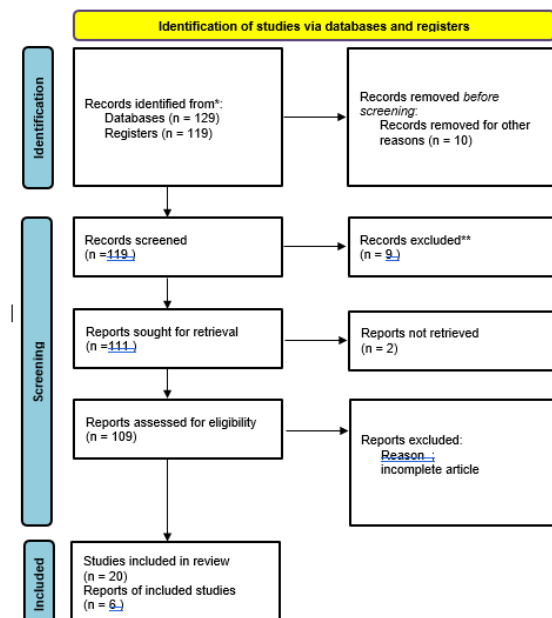 Identification of studies via databases and registers
Identification
Records identified from*:
Databases (n = 129)
Registers (n = 119)
Records removed before
screening:
Records removed for other
reasons (n = 10)
Screening
Records screened
(n =119 )
Records excluded**
(n = 9 )
Reports sought for retrieval
(n =111 )
Reports not retrieved
(n = 2)
Reports assessed for eligibility
(n = 109)
Reports excluded:
Reason ;
incomplete article
Included
Studies included in review
(n = 20)
Reports of included studies
(n = 6 )